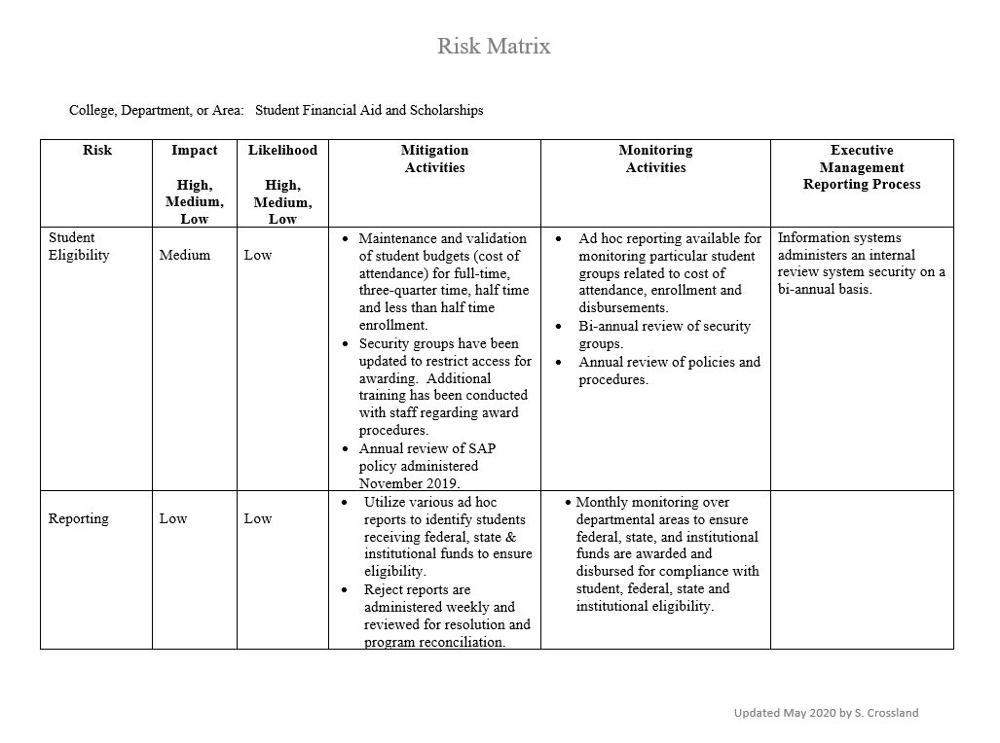 Risk Matrix
College, Department, or Area:   Student Financial Aid and Scholarships
Risk
Impact
High,
Medium,
Low
Likelihood
High,
Medium,
Low
Mitigation
Activities
Monitoring
Activities
Executive
Management
Reporting Process
Student
Eligibility
Medium
Low
• Maintenance and validation
of student budgets (cost of
attendance) for full-time,
three-quarter time, half time
and less than half time
enrollment.
• Security groups have been
updated to restrict access for
awarding.  Additional
training has been conducted
with staff regarding award
procedures.
• Annual review of SAP
policy administered
November 2019.
• Ad hoc reporting available for
monitoring particular student
groups related to cost of
attendance, enrollment and
disbursements.
• Bi-annual review of security
groups.
• Annual review of policies and
procedures.
Information systems
administers an internal
review system security on a
bi-annual basis.
Reporting
Low
Low
• Utilize various ad hoc
reports to identify students
receiving federal, state &
institutional funds to ensure
eligibility.
• Reject reports are
administered weekly and
reviewed for resolution and
program reconciliation.
• Monthly monitoring over
departmental areas to ensure
federal, state, and institutional
funds are awarded and
disbursed for compliance with
student, federal, state and
institutional eligibility.
Updated May 2020 by S. Crossland